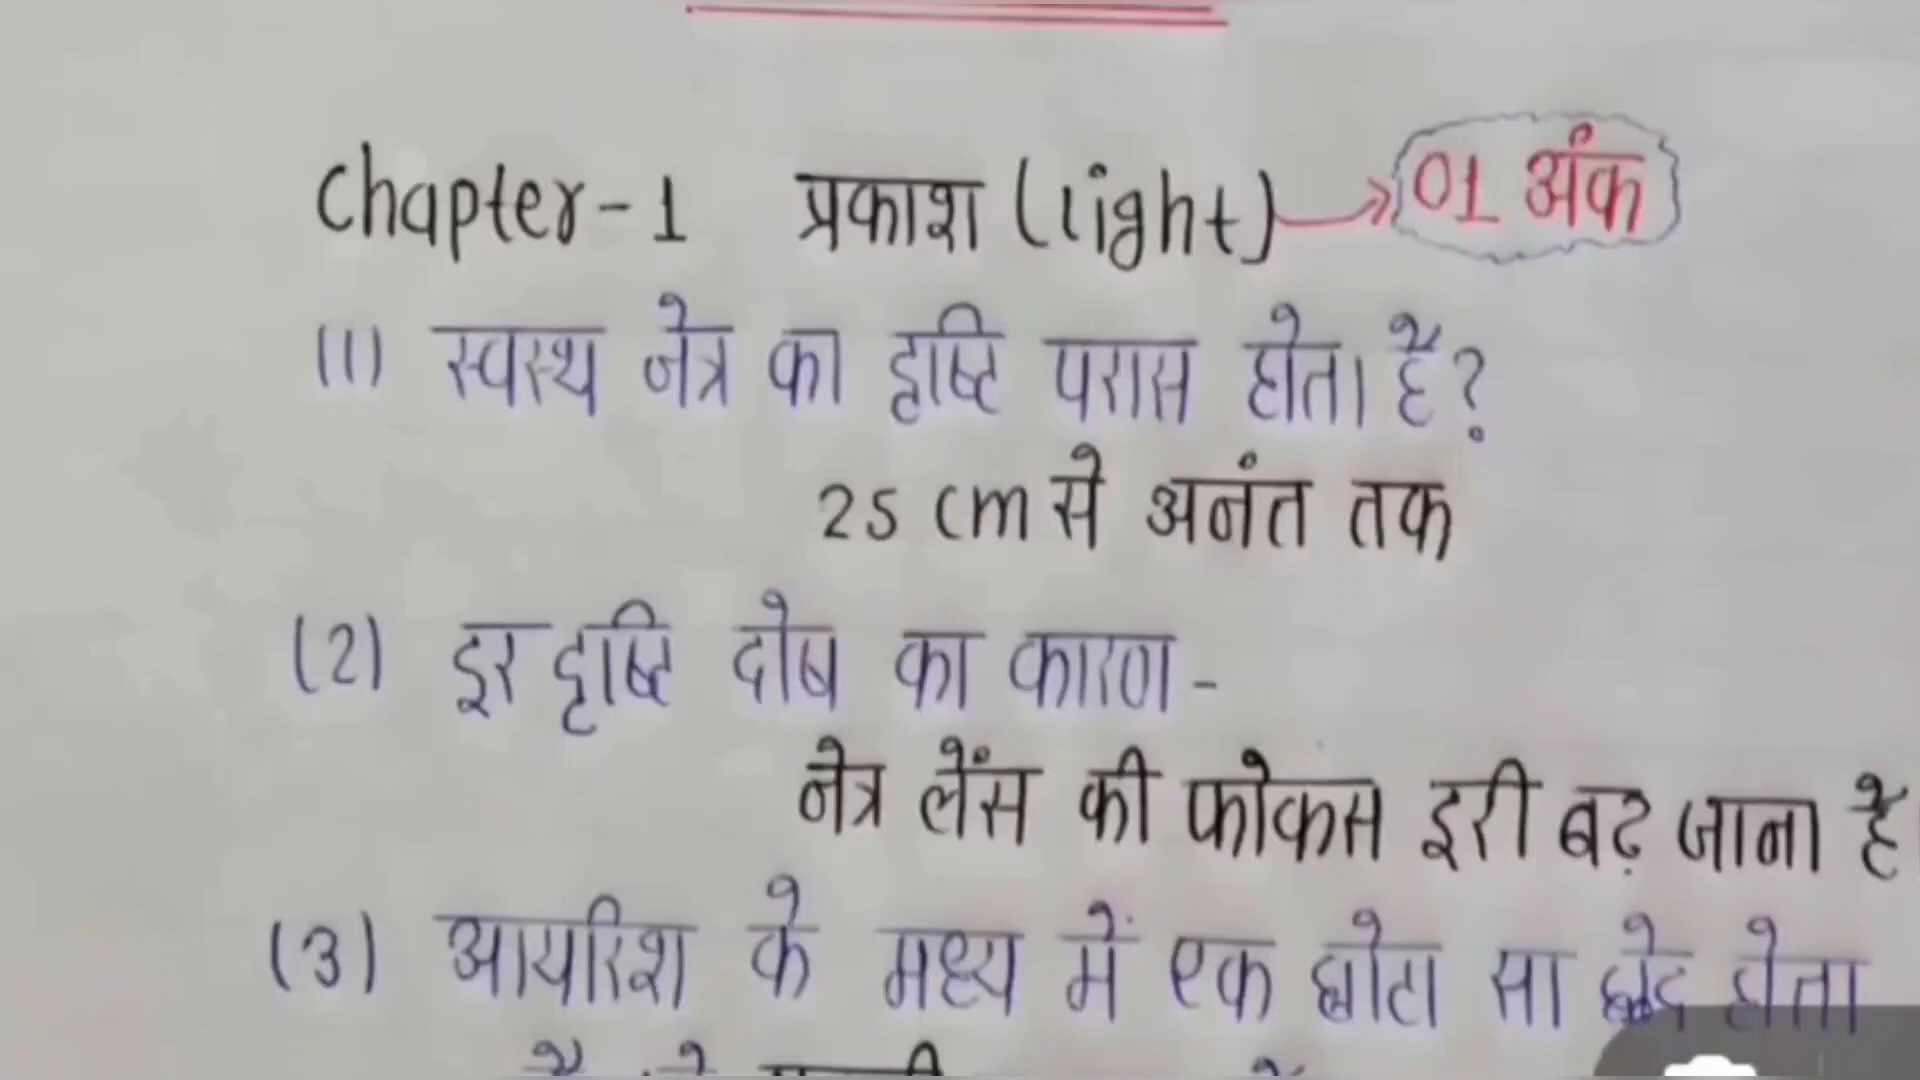 Chapter-1 प्रकाश (light) → 01 अंक
(1) स्वस्थ नेत्र का दृष्टि परास होता है?
25 cm से अनंत तक
(2) दूर दृष्टि दोष का कारण -
नेत्र लेंस की फोकस दूरी बढ़ जाना है
(3) आयरिश के मध्य में एक छोटा सा छेद होता